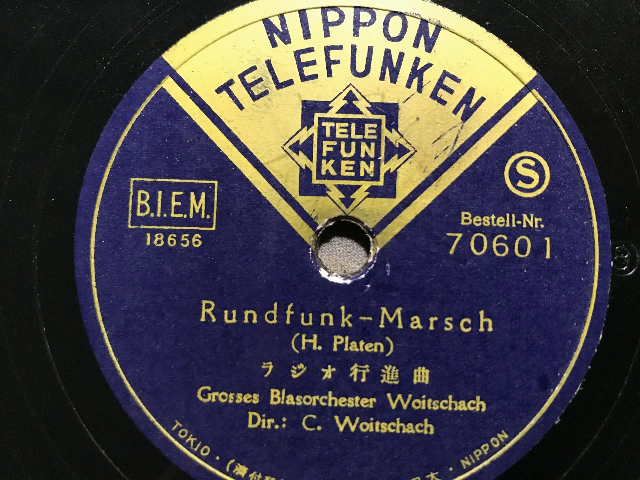 NIPPON
TELEFUNKEN
TELE
FUN
KEN
S
B.I.E.M.
18656
Bestell-Nr.
70601
Rundfunk-Marsch
(H. Platen)
ラジオ行進曲
Grosses Blasorchester Woitschach
Dir.: C. Woitschach
TOKIO · NIPPON